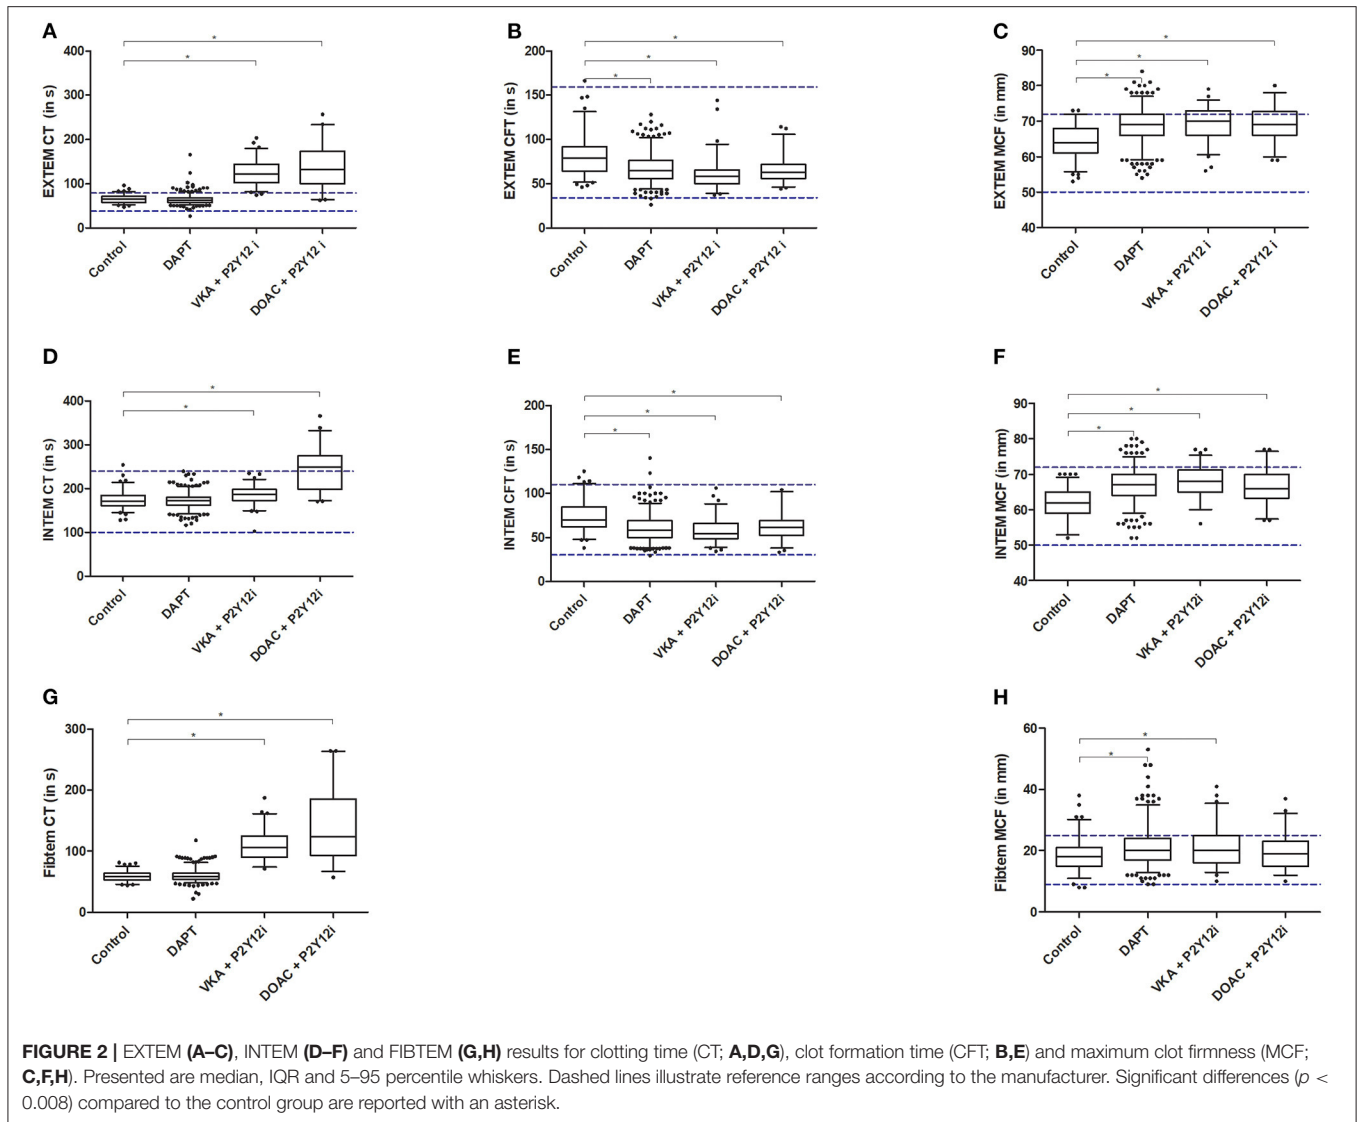 A
EXTEM CT (in s)
400
300
200
100
0
*
*
Control
DAPT
VKA + P2Y12 i
DOAC + P2Y12 i
B
EXTEM CFT (in s)
200
150
100
50
0
*
*
*
Control
DAPT
VKA + P2Y12 i
DOAC + P2Y12 i
C
EXTEM MCF (in mm)
90
80
70
60
50
40
*
*
*
Control
DAPT
VKA + P2Y12 i
DOAC + P2Y12 i
D
INTEM CT (in s)
400
300
200
100
0
*
*
Control
DAPT
VKA + P2Y12i
DOAC + P2Y12i
E
INTEM CFT (in s)
200
150
100
50
0
*
*
*
Control
DAPT
VKA + P2Y12i
DOAC + P2Y12i
F
INTEM MCF (in mm)
90
80
70
60
50
40
*
*
*
Control
DAPT
VKA + P2Y12i
DOAC + P2Y12i
G
Fibtem CT (in s)
300
200
100
0
*
*
Control
DAPT
VKA + P2Y12i
DOAC + P2Y12i
H
Fibtem MCF (in mm)
60
40
20
0
*
*
Control
DAPT
VKA + P2Y12i
DOAC + P2Y12i
FIGURE 2 | EXTEM (A–C), INTEM (D–F) and FIBTEM (G,H) results for clotting time (CT; A,D,G), clot formation time (CFT; B,E) and maximum clot firmness (MCF;
C,F,H). Presented are median, IQR and 5–95 percentile whiskers. Dashed lines illustrate reference ranges according to the manufacturer. Significant differences (p <
0.008) compared to the control group are reported with an asterisk.